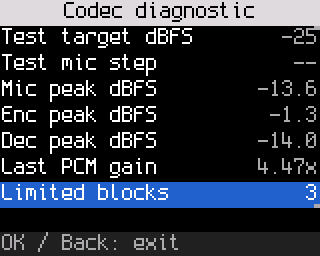 Codec diagnostic
Test target dBFS -25
Test mic step --
Mic peak dBFS -13.6
Enc peak dBFS -1.3
Dec peak dBFS -14.0
Last PCM gain 4.47x
Limited blocks 3
OK / Back: exit